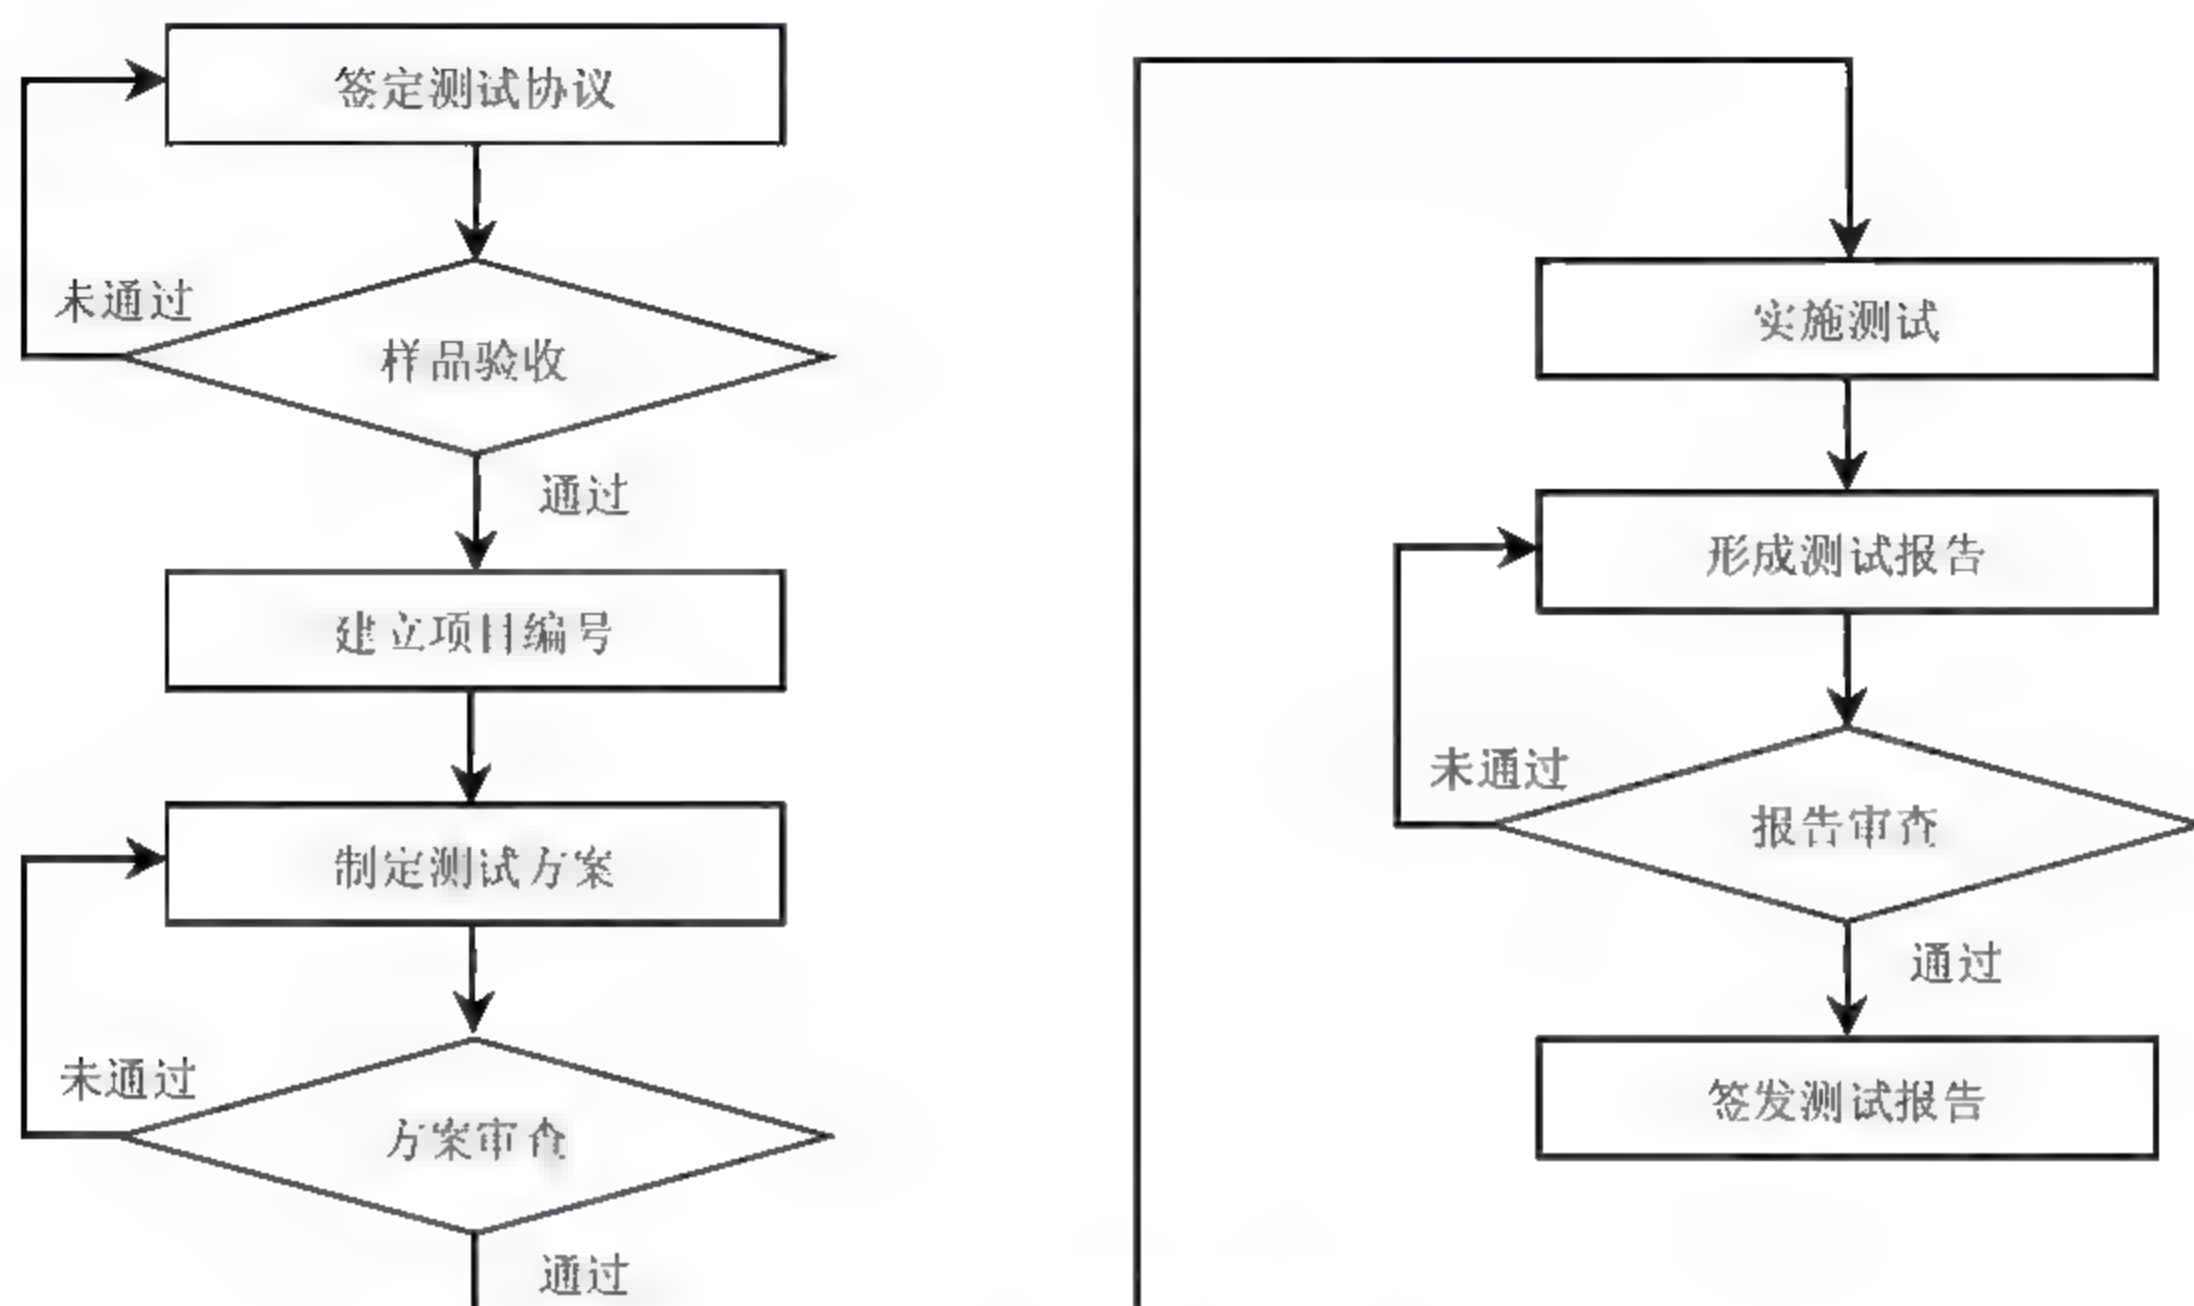 签定测试协议
未通过
样品验收
通过
建立项目编号
制定测试方案
未通过
方案审查
通过
实施测试
形成测试报告
未通过
报告审查
通过
签发测试报告